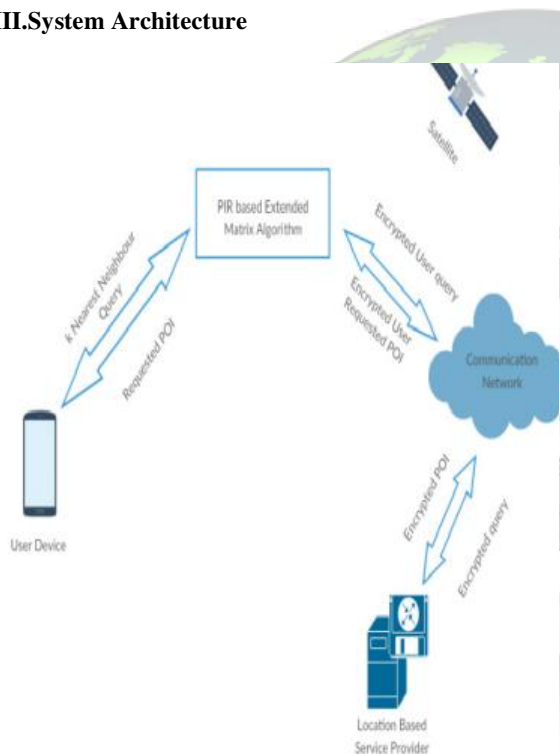 III.System Architecture
Satellite
PIR based Extended
Matrix Algorithm
k Nearest Neighbour
Query
Requested POI
Encrypted User query
Encrypted User
Requested POI
Communication
Network
User Device
Encrypted POI
Encrypted query
Location Based
Service Provider